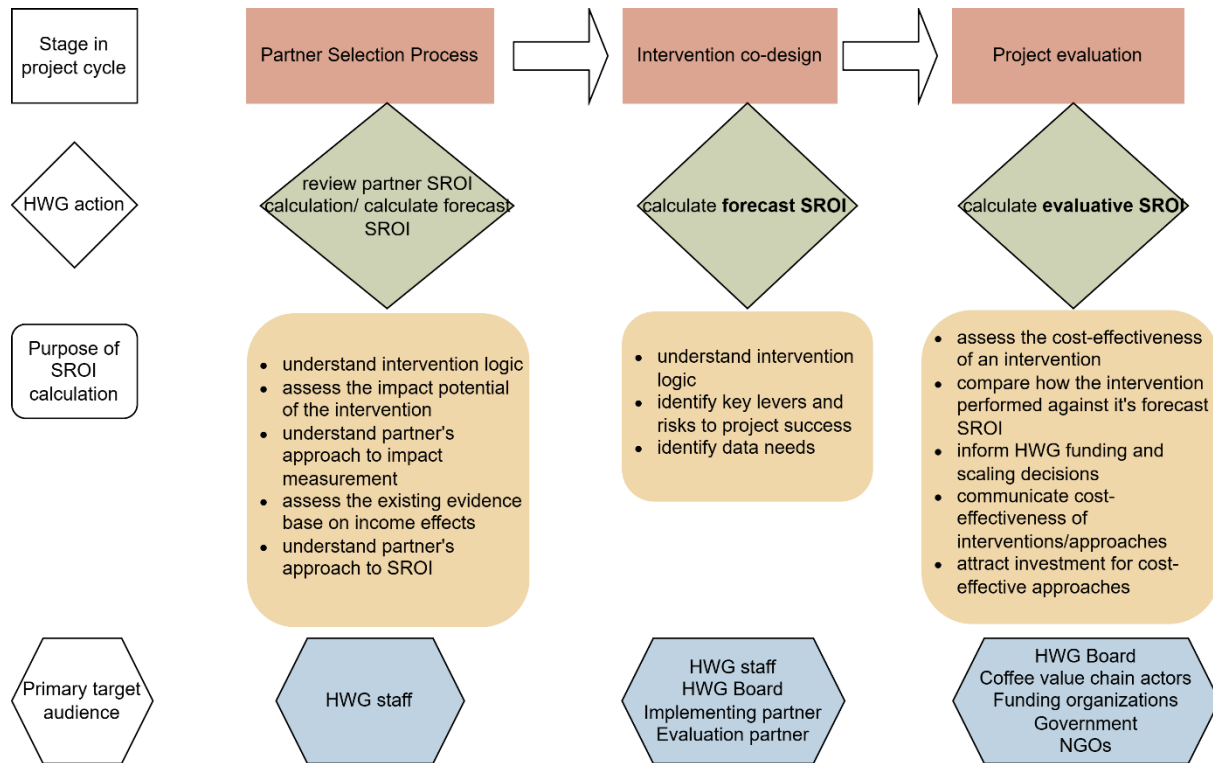 Stage in
project cycle
Partner Selection Process
Intervention co-design
Project evaluation
HWG action
review partner SROI
calculation/ calculate forecast
SROI
calculate forecast SROI
calculate evaluative SROI
Purpose of
SROI
calculation
• understand intervention logic
• assess the impact potential
of the intervention
• understand partner's
approach to impact
measurement
• assess the existing evidence
base on income effects
• understand partner's
approach to SROI
• understand intervention
logic
• identify key levers and
risks to project success
• identify data needs
• assess the cost-effectiveness
of an intervention
• compare how the intervention
performed against it's forecast
SROI
• inform HWG funding and
scaling decisions
• communicate cost-
effectiveness of
interventions/approaches
• attract investment for cost-
effective approaches
Primary target
audience
HWG staff
HWG staff
HWG Board
Implementing partner
Evaluation partner
HWG Board
Coffee value chain actors
Funding organizations
Government
NGOs